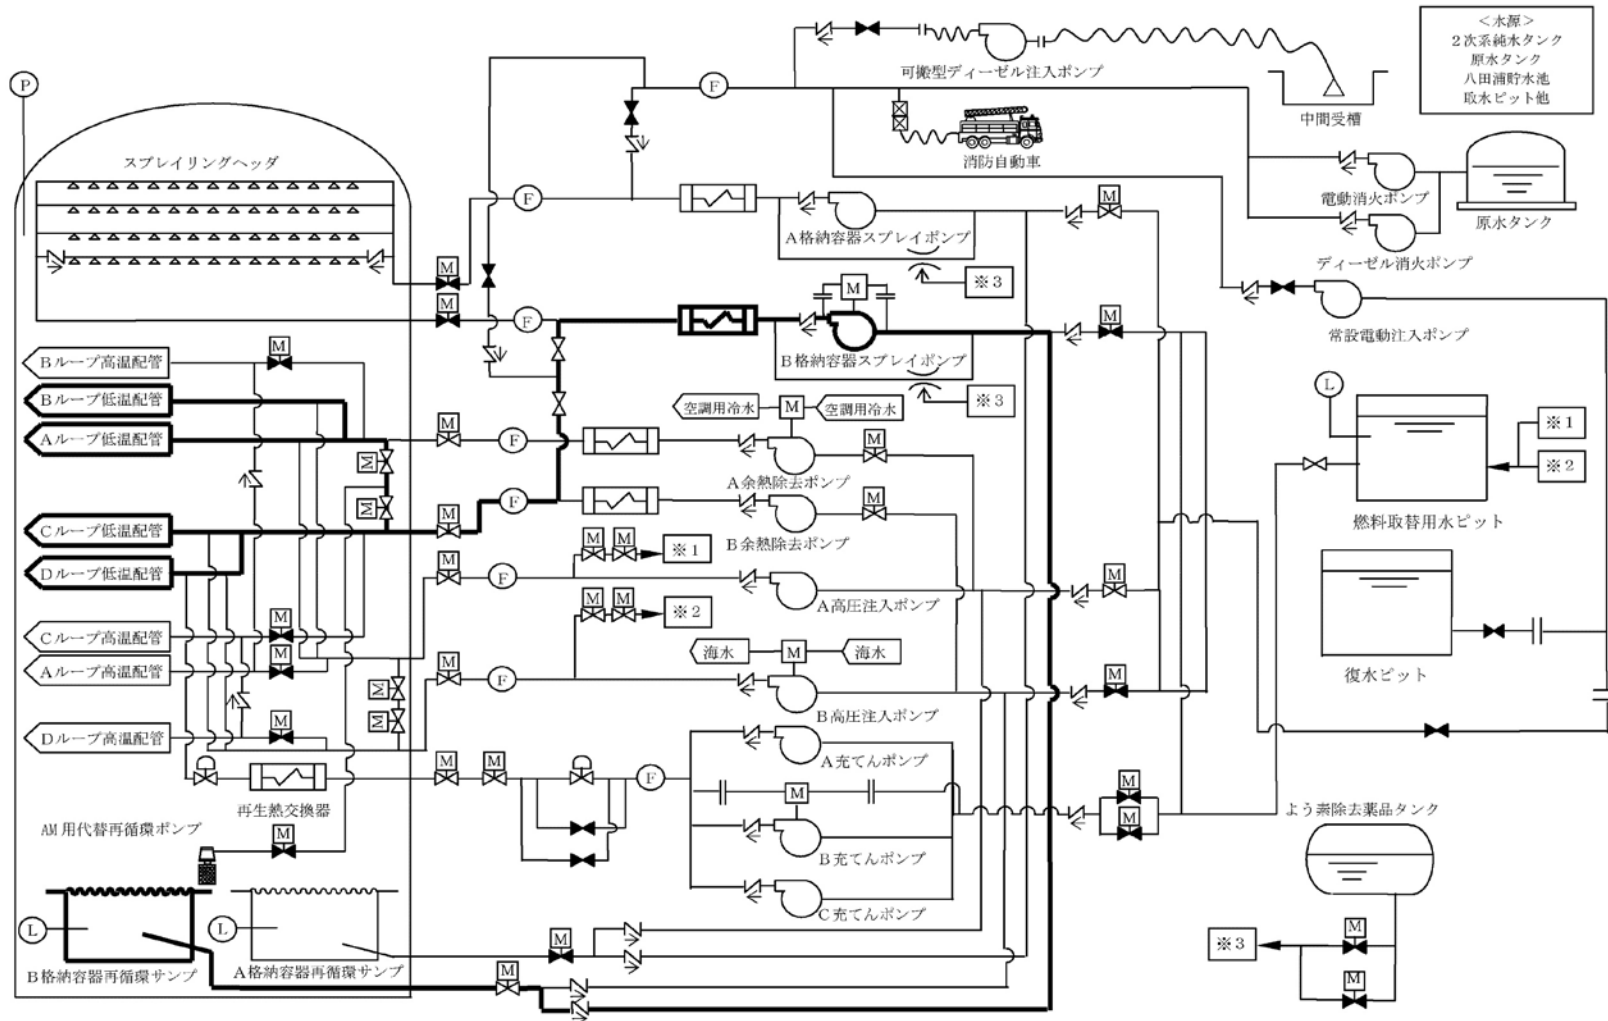 <水源>
2次系純水タンク
原水タンク
八田浦貯水池
取水ピット他
可搬型ディーゼル注入ポンプ
中間受槽
消防自動車
電動消火ポンプ
原水タンク
ディーゼル消火ポンプ
常設電動注入ポンプ
P
F
スプレイリングヘッダ
F
M
A格納容器スプレイポンプ
M
※3
M
M
F
M
M
B格納容器スプレイポンプ
※3
Bループ高温配管
M
Bループ低温配管
Aループ低温配管
M
F
空調用冷水
M
空調用冷水
M
A余熱除去ポンプ
L
※1
※2
燃料取替用水ピット
M
M
Cループ低温配管
M
F
M
B余熱除去ポンプ
Dループ低温配管
M
F
M
M
※1
A高圧注入ポンプ
M
M
M
※2
復水ピット
Cループ高温配管
M
Aループ高温配管
M
M
F
海水
M
海水
M
B高圧注入ポンプ
M
M
Dループ高温配管
M
A充てんポンプ
再生熱交換器
M
M
F
M
B充てんポンプ
M
M
C充てんポンプ
よう素除去薬品タンク
AM用代替再循環ポンプ
M
L
L
B格納容器再循環サンプ
A格納容器再循環サンプ
M
M
※3
M
M